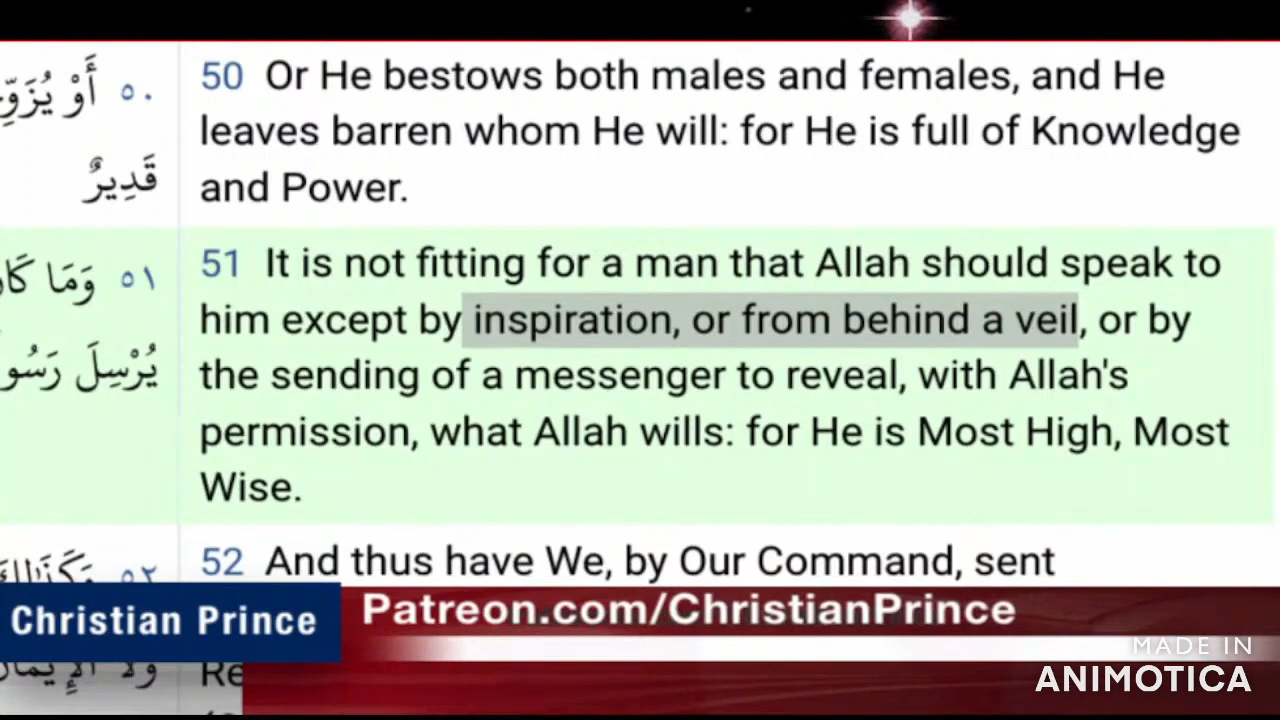 ٥٠ أَوْ يُزَوِّ
قَدِيرٌ
50 Or He bestows both males and females, and He
leaves barren whom He will: for He is full of Knowledge
and Power.
٥١ وَمَا كَا
يُرْسِلَ رَسُو
51 It is not fitting for a man that Allah should speak to
him except by inspiration, or from behind a veil, or by
the sending of a messenger to reveal, with Allah's
permission, what Allah wills: for He is Most High, Most
Wise.
٥٢
52 And thus have We, by Our Command, sent
Re
Christian Prince
Patreon.com/ChristianPrince
MADE IN
ANIMOTICA